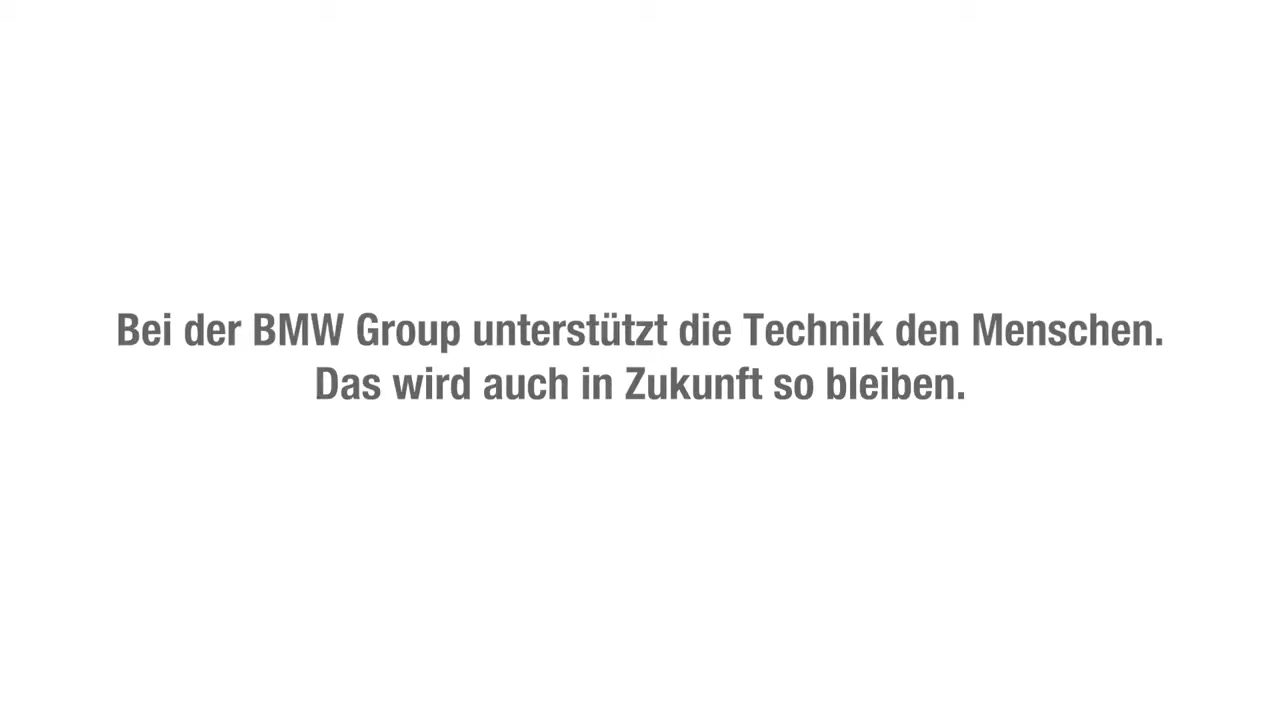 Bei der BMW Group unterstützt die Technik den Menschen.
Das wird auch in Zukunft so bleiben.